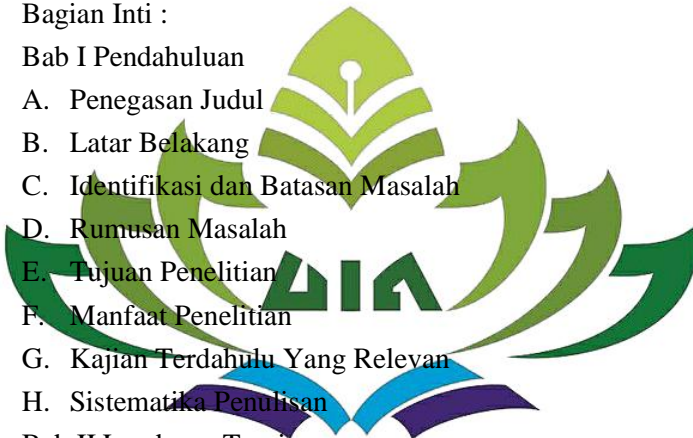 Bagian Inti :
Bab I Pendahuluan
A. Penegasan Judul
B. Latar Belakang
C. Identifikasi dan Batasan Masalah
D. Rumusan Masalah
E. Tujuan Penelitian
UIN
F. Manfaat Penelitian
G. Kajian Terdahulu Yang Relevan
H. Sistematika Penulisan